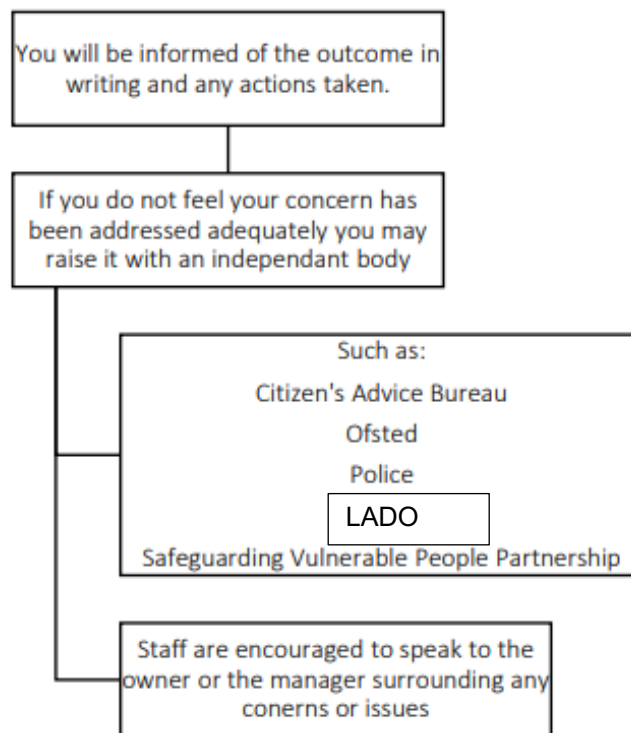 You will be informed of the outcome in
writing and any actions taken.
If you do not feel your concern has
been addressed adequately you may
raise it with an independant body
Such as:
Citizen's Advice Bureau
Ofsted
Police
LADO
Safeguarding Vulnerable People Partnership
Staff are encouraged to speak to the
owner or the manager surrounding any
conerns or issues